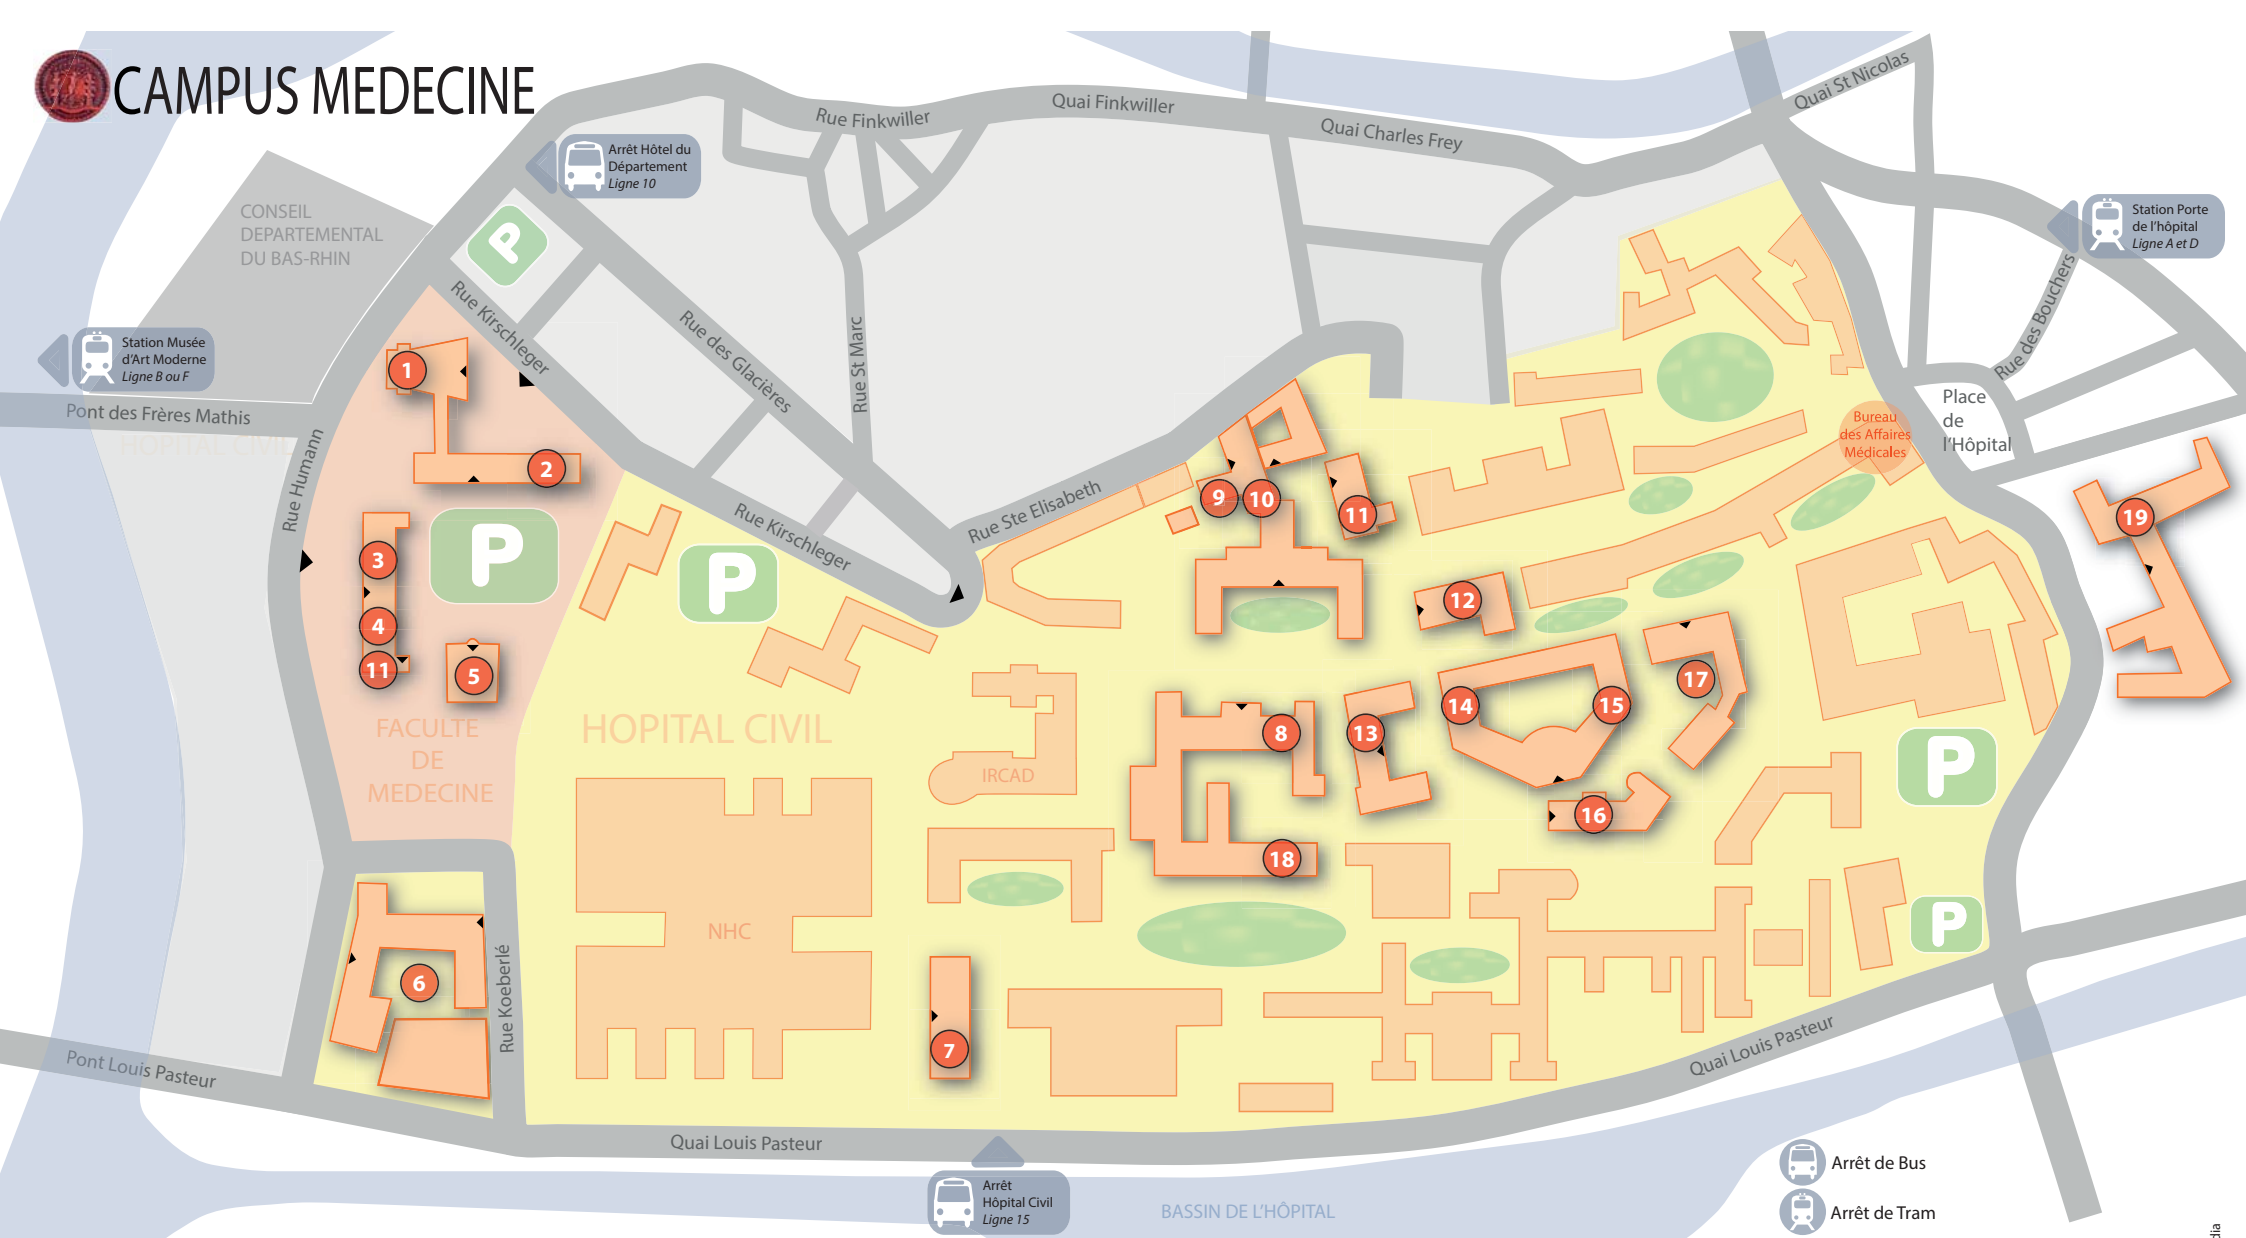 CAMPUS MEDECINE
Arrêt Hôtel du
Département
Ligne 10
Rue Finkwiller
Quai Finkwiller
Quai Charles Frey
Quai St Nicolas
CONSEIL
DEPARTEMENTAL
DU BAS-RHIN
P
Station Porte
de l'hôpital
Ligne A et D
Station Musée
d'Art Moderne
Ligne B ou F
Rue Kirschleger
Rue des Glacières
Rue St Marc
Rue des Bouchers
Pont des Frères Mathis
HOPITAL CIVIL
Place
de
l'Hôpital
Bureau
des Affaires
Médicales
Rue Humann
1
2
3
4
11
5
P
P
Rue Kirschleger
Rue Ste Elisabeth
9
10
11
12
19
FACULTE
DE
MEDECINE
HOPITAL CIVIL
IRCAD
8
13
14
15
17
16
18
P
P
NHC
6
7
Rue Koeberlé
Pont Louis Pasteur
Quai Louis Pasteur
Quai Louis Pasteur
Arrêt
Hôpital Civil
Ligne 15
BASSIN DE L'HÔPITAL
Arrêt de Bus
Arrêt de Tram
dia